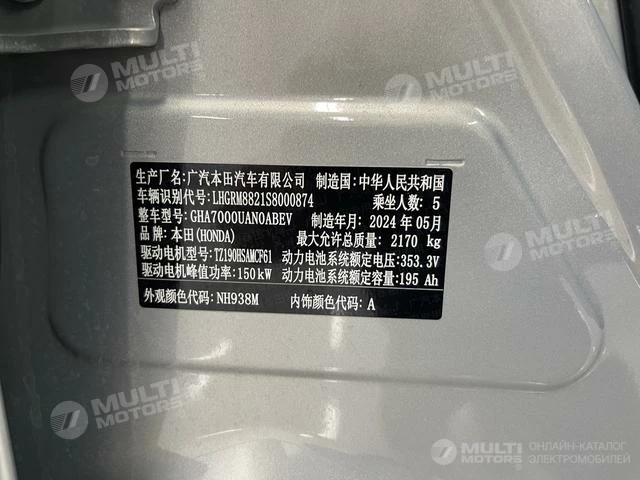 MULTI
MOTORS
MULTI
MOTORS
MULTI
MOTORS
生产厂名:广汽本田汽车有限公司 制造国:中华人民共和国
车辆识别代号:LHGRM8821S8000874 乘坐人数: 5
整车型号:GHA7000UAN0ABEV 制造年月: 2024 年 05月
品牌:本田(HONDA) 最大允许总质量: 2170 kg
驱动电机型号:TZ190HSAMCF61 动力电池系统额定电压:353.3V
驱动电机峰值功率:150kW 动力电池系统额定容量:195 Ah
外观颜色代码: NH938M 内饰颜色代码: A
MULTI
MOTORS
MULTI
MOTORS
MULTI
MOTORS
ОНЛАЙН-КАТАЛОГ
ЭЛЕКТРОМОБИЛЕЙ